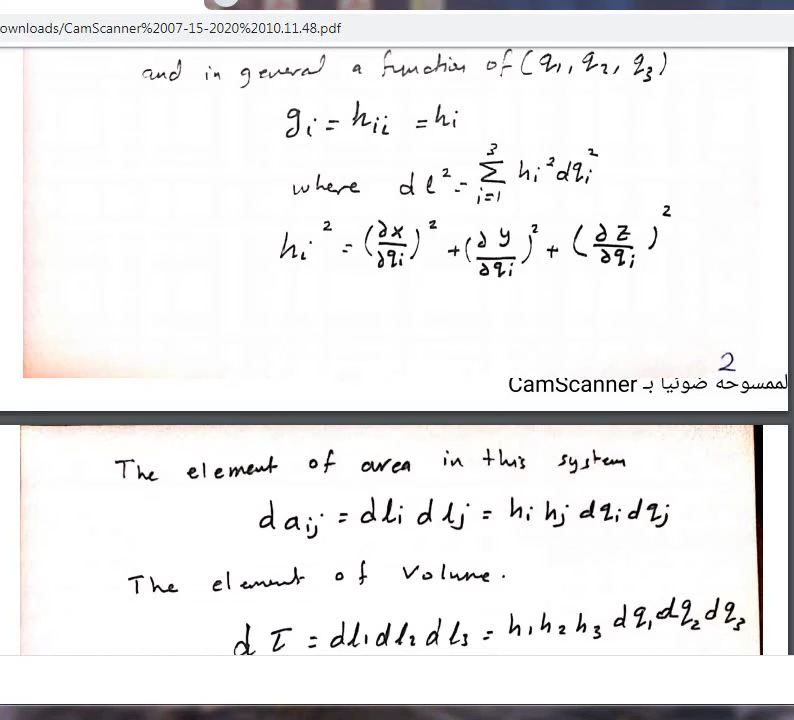 ownloads/CamScanner%2007-15-2020%2010.11.48.pdf
and in general a function of (q₁, q₂, q₃)
gᵢ = hᵢᵢ = hᵢ
where dl² = Σ³ᵢ₌₁ hᵢ² dqᵢ²
hᵢ² = (∂x/∂qᵢ)² + (∂y/∂qᵢ)² + (∂z/∂qᵢ)²
2
الممسوحة ضوئيا بـ CamScanner
The element of area in this system
daᵢⱼ = dlᵢ dlⱼ = hᵢ hⱼ dqᵢ dqⱼ
The element of volume.
dτ = dl₁ dl₂ dl₃ = h₁ h₂ h₃ dq₁ dq₂ dq₃